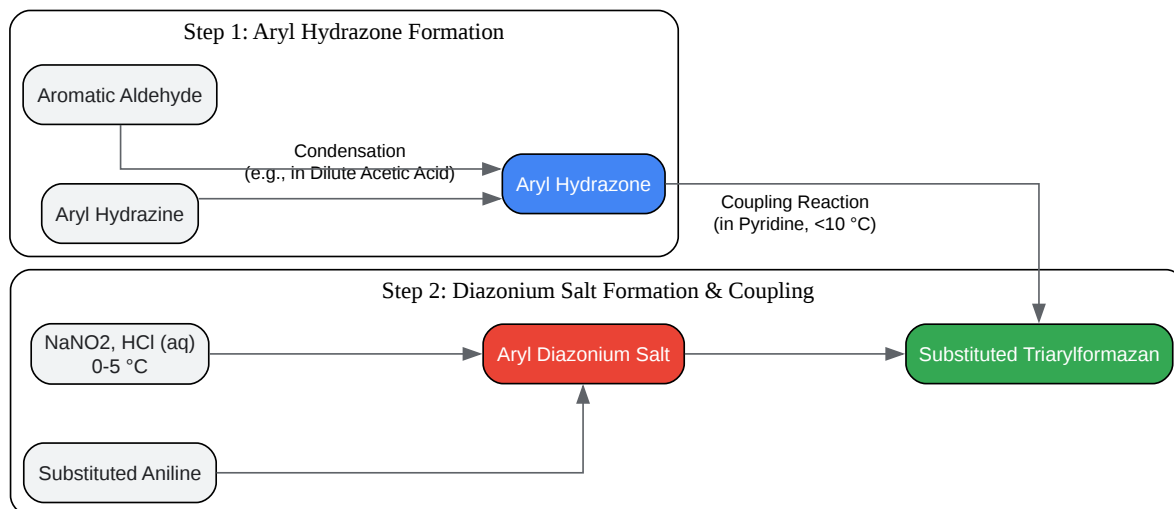 Step 1: Aryl Hydrazone Formation
Aromatic Aldehyde
Condensation
(e.g., in Dilute Acetic Acid)
Aryl Hydrazone
Aryl Hydrazine
Coupling Reaction
(in Pyridine, <10 °C)
Step 2: Diazonium Salt Formation & Coupling
NaNO2, HCl (aq)
0-5 °C
Aryl Diazonium Salt
Substituted Triarylformazan
Substituted Aniline